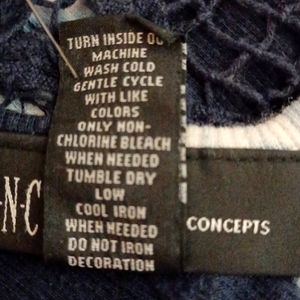 TURN INSIDE OU
MACHINE
WASH COLD
GENTLE CYCLE
WITH LIKE
COLORS
ONLY NON-
CHLORINE BLEACH
WHEN NEEDED
TUMBLE DRY
LOW
COOL IRON
WHEN NEEDED
DO NOT IRON
DECORATION
-N-C
CONCEPTS